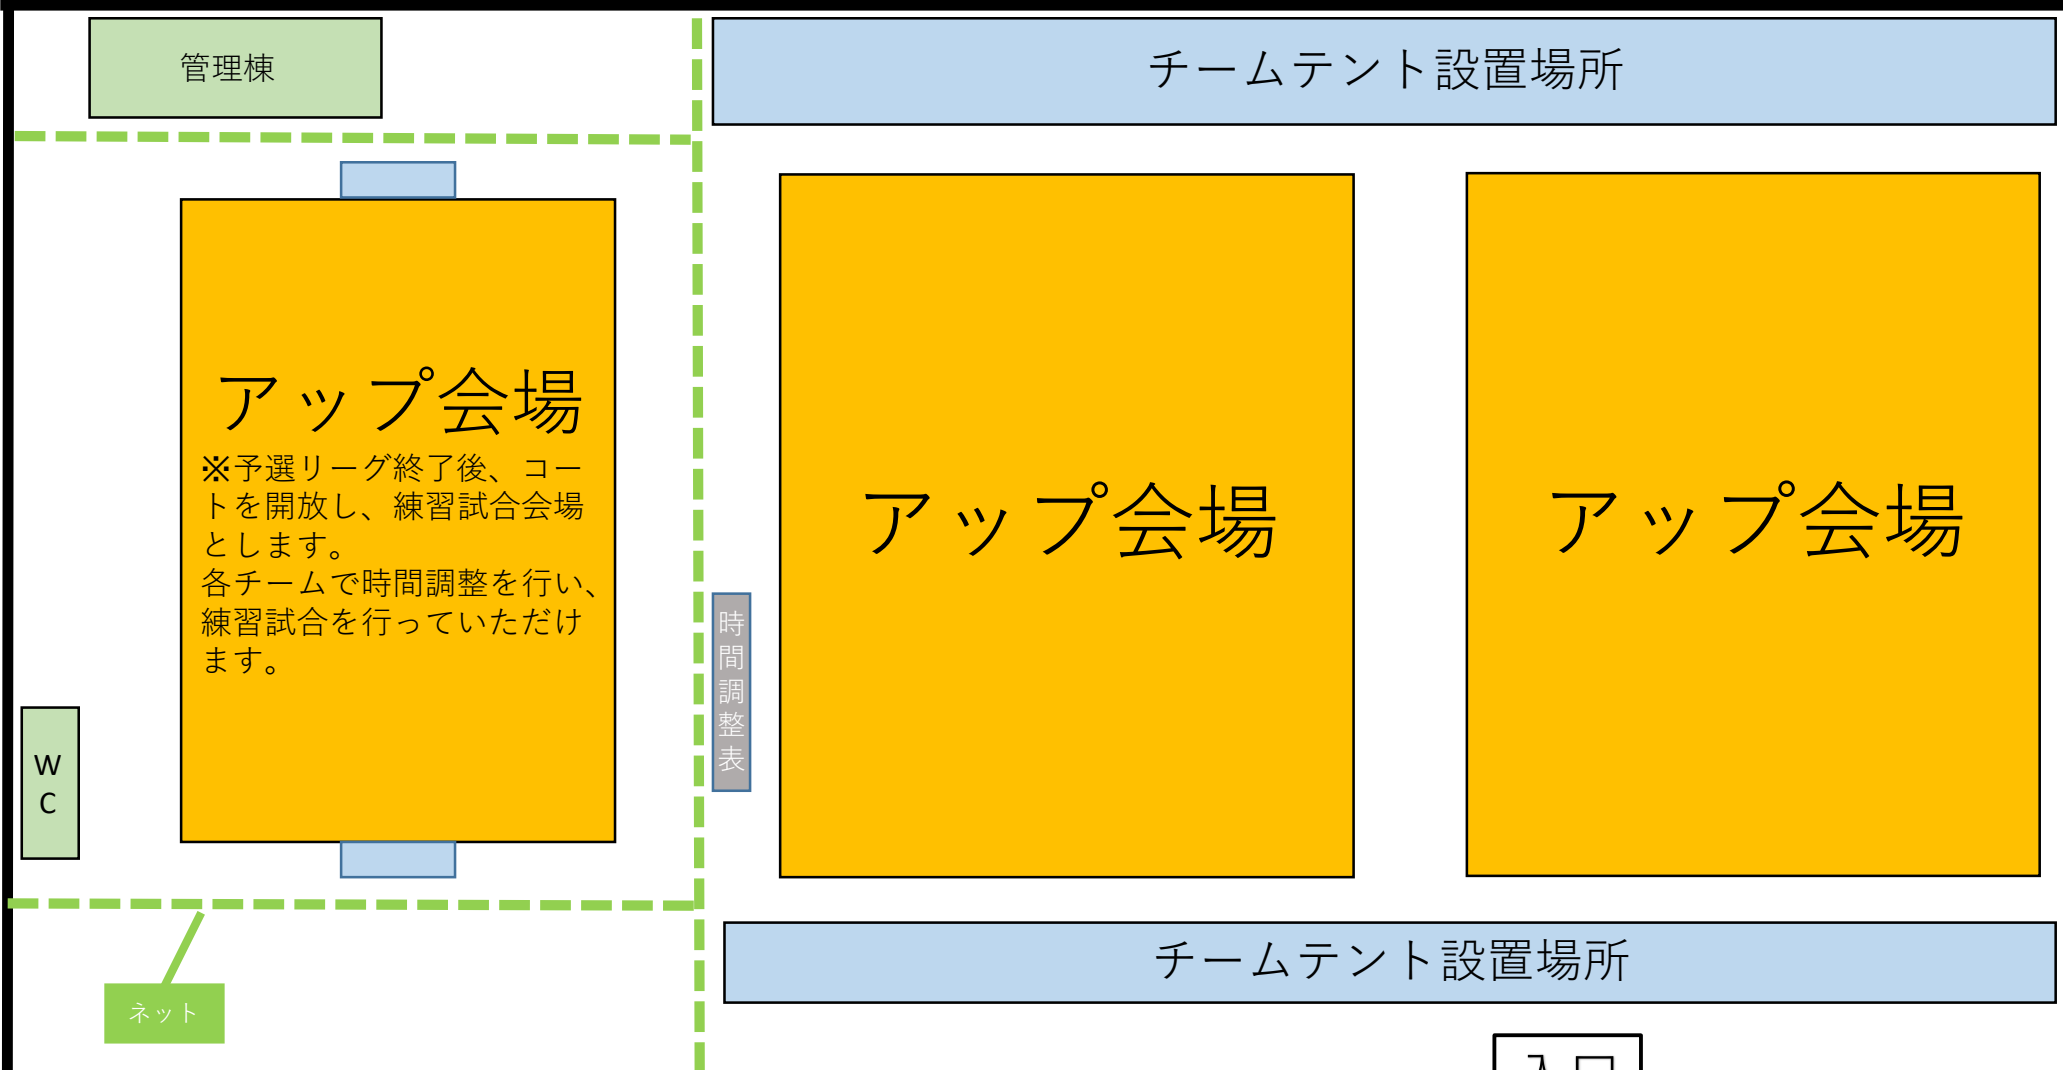 管理棟
チームテント設置場所
アップ会場
※予選リーグ終了後、コー
トを開放し、練習試合会場
とします。
各チームで時間調整を行い、
練習試合を行っていただけ
ます。
アップ会場
アップ会場
時間調整表
W
C
チームテント設置場所
ネット
入口